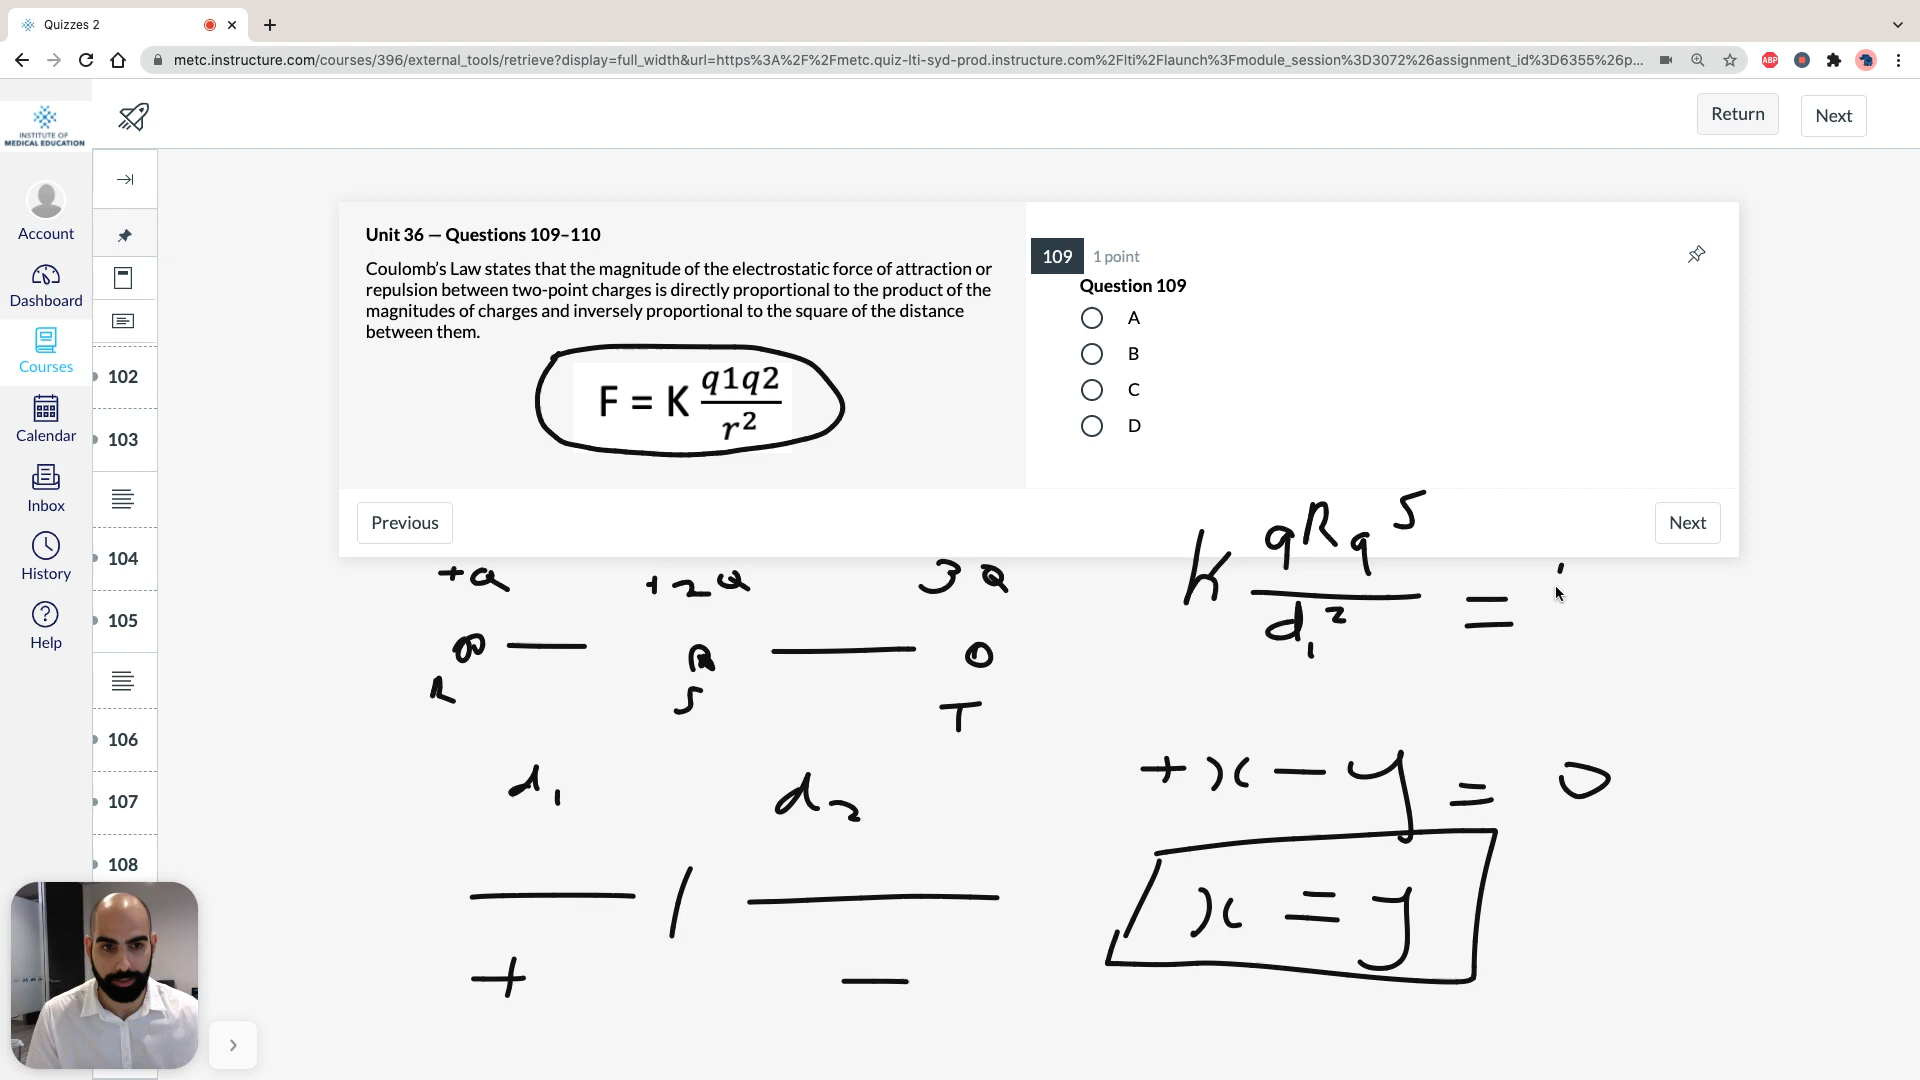 Quizzes 2
metc.instructure.com/courses/396/external_tools/retrieve?display=full_width&url=https%3A%2F%2Fmetc.quiz-lti-syd-prod.instructure.com%2Flti%2Flaunch%3Fmodule_session%3D3072%26assignment_id%3D6355%26p...
ABP
INSTITUTE OF
MEDICAL EDUCATION
Return
Next
Account
Dashboard
Courses
Calendar
Inbox
History
Help
102
103
104
105
106
107
108
Unit 36 – Questions 109–110
Coulomb's Law states that the magnitude of the electrostatic force of attraction or
repulsion between two-point charges is directly proportional to the product of the
magnitudes of charges and inversely proportional to the square of the distance
between them.
F = K q1q2 / r²
109 1 point
Question 109
A
B
C
D
Previous
Next
+Q +2Q 3Q
R S T
d₁ d₂
/
+ −
K qR qS / d₁² =
+x − y = 0
x = y